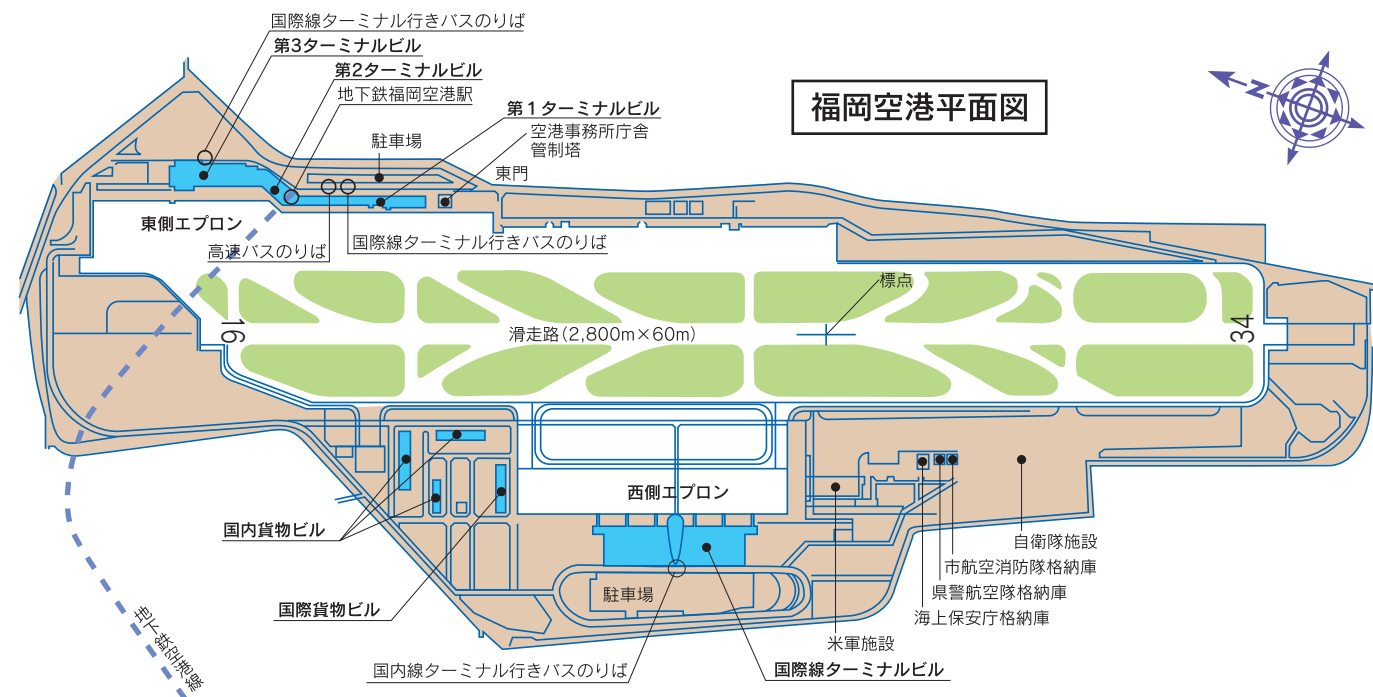 国際線ターミナル行きバスのりば
第3ターミナルビル
第2ターミナルビル
地下鉄福岡空港駅
第1ターミナルビル
空港事務所庁舎
管制塔
駐車場
東門
福岡空港平面図
N
東側エプロン
高速バスのりば
国際線ターミナル行きバスのりば
標点
16
滑走路(2,800m×60m)
34
西側エプロン
国内貨物ビル
国際貨物ビル
駐車場
自衛隊施設
市航空消防隊格納庫
県警航空隊格納庫
海上保安庁格納庫
米軍施設
地下鉄空港線
国内線ターミナル行きバスのりば
国際線ターミナルビル